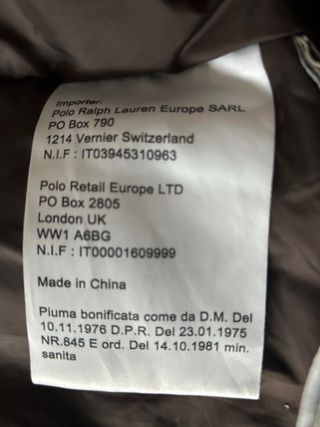 Importer:
Polo Ralph Lauren Europe SARL
PO Box 790
1214 Vernier Switzerland
N.I.F : IT03945310963
Polo Retail Europe LTD
PO Box 2805
London UK
WW1 A6BG
N.I.F : IT00001609999
Made in China
Piuma bonificata come da D.M. Del
10.11.1976 D.P.R. Del 23.01.1975
NR.845 E ord. Del 14.10.1981 min.
sanita